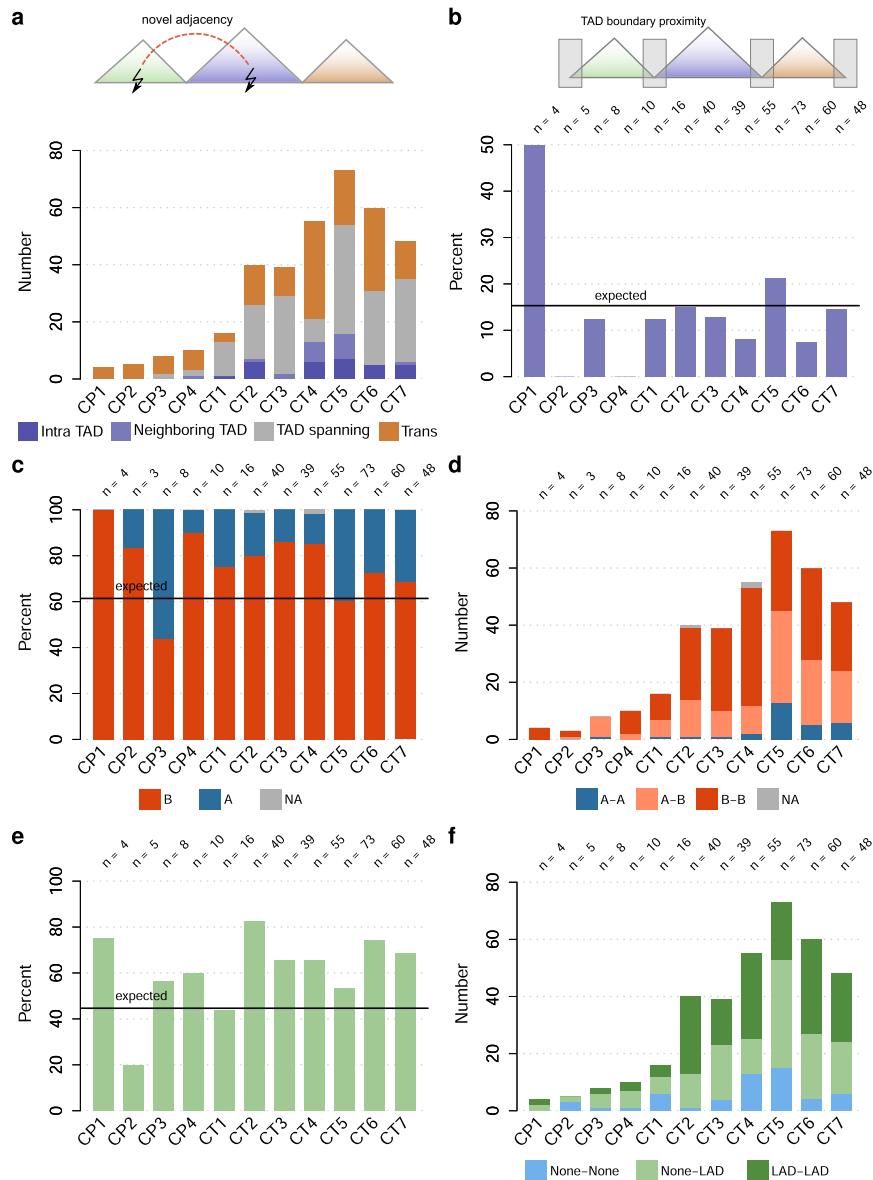 a
novel adjacency
Number
0 20 40 60 80
CP1 CP2 CP3 CP4 CT1 CT2 CT3 CT4 CT5 CT6 CT7
Intra TAD Neighboring TAD TAD spanning Trans
b
TAD boundary proximity
n = 4 n = 5 n = 8 n = 10 n = 16 n = 40 n = 39 n = 55 n = 73 n = 60 n = 48
Percent
0 10 20 30 40 50
expected
CP1 CP2 CP3 CP4 CT1 CT2 CT3 CT4 CT5 CT6 CT7
c
n = 4 n = 3 n = 8 n = 10 n = 16 n = 40 n = 39 n = 55 n = 73 n = 60 n = 48
Percent
0 20 40 60 80 100
expected
CP1 CP2 CP3 CP4 CT1 CT2 CT3 CT4 CT5 CT6 CT7
B A NA
d
n = 4 n = 3 n = 8 n = 10 n = 16 n = 40 n = 39 n = 55 n = 73 n = 60 n = 48
Number
0 20 40 60 80
CP1 CP2 CP3 CP4 CT1 CT2 CT3 CT4 CT5 CT6 CT7
A−A A−B B−B NA
e
n = 4 n = 5 n = 8 n = 10 n = 16 n = 40 n = 39 n = 55 n = 73 n = 60 n = 48
Percent
0 20 40 60 80 100
expected
CP1 CP2 CP3 CP4 CT1 CT2 CT3 CT4 CT5 CT6 CT7
f
n = 4 n = 5 n = 8 n = 10 n = 16 n = 40 n = 39 n = 55 n = 73 n = 60 n = 48
Number
0 20 40 60 80
CP1 CP2 CP3 CP4 CT1 CT2 CT3 CT4 CT5 CT6 CT7
None−None None−LAD LAD−LAD